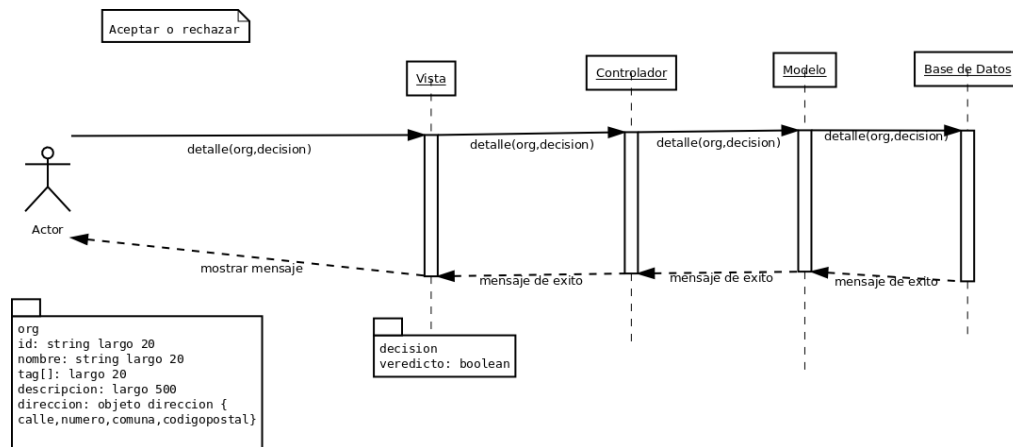 Aceptar o rechazar
Vista
Controlador
Modelo
Base de Datos
detalle(org,decision)
detalle(org,decision)
detalle(org,decision)
detalle(org,decision)
Actor
mostrar mensaje
mensaje de exito
mensaje de exito
mensaje de exito
org
id: string largo 20
nombre: string largo 20
tag[]: largo 20
descripcion: largo 500
direccion: objeto direccion {
calle,numero,comuna,codigopostal}
decision
veredicto: boolean